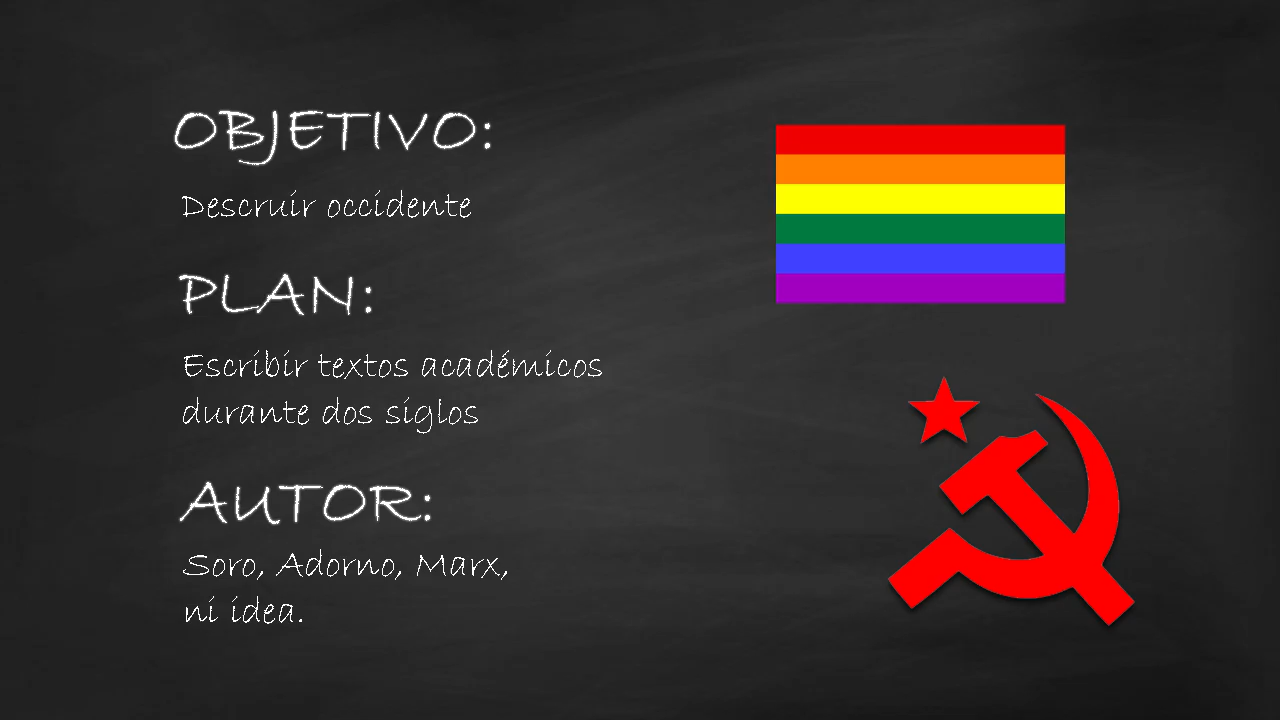 OBJETIVO:
Descruir occidente
PLAN:
Escribir textos académicos
durante dos siglos
AUTOR:
Soro, Adorno, Marx,
ni idea.